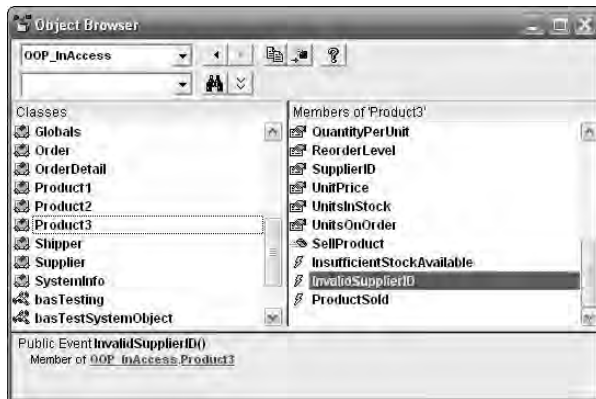 Object Browser
OOP_InAccess
Classes
Globals
Order
OrderDetail
Product1
Product2
Product3
Shipper
Supplier
SystemInfo
basTesting
basTestSystemObject
Members of 'Product3'
QuantityPerUnit
ReorderLevel
SupplierID
UnitPrice
UnitsInStock
UnitsOnOrder
SellProduct
InsufficientStockAvailable
InvalidSupplierID
ProductSold
Public Event InvalidSupplierID()
Member of OOP_InAccess.Product3